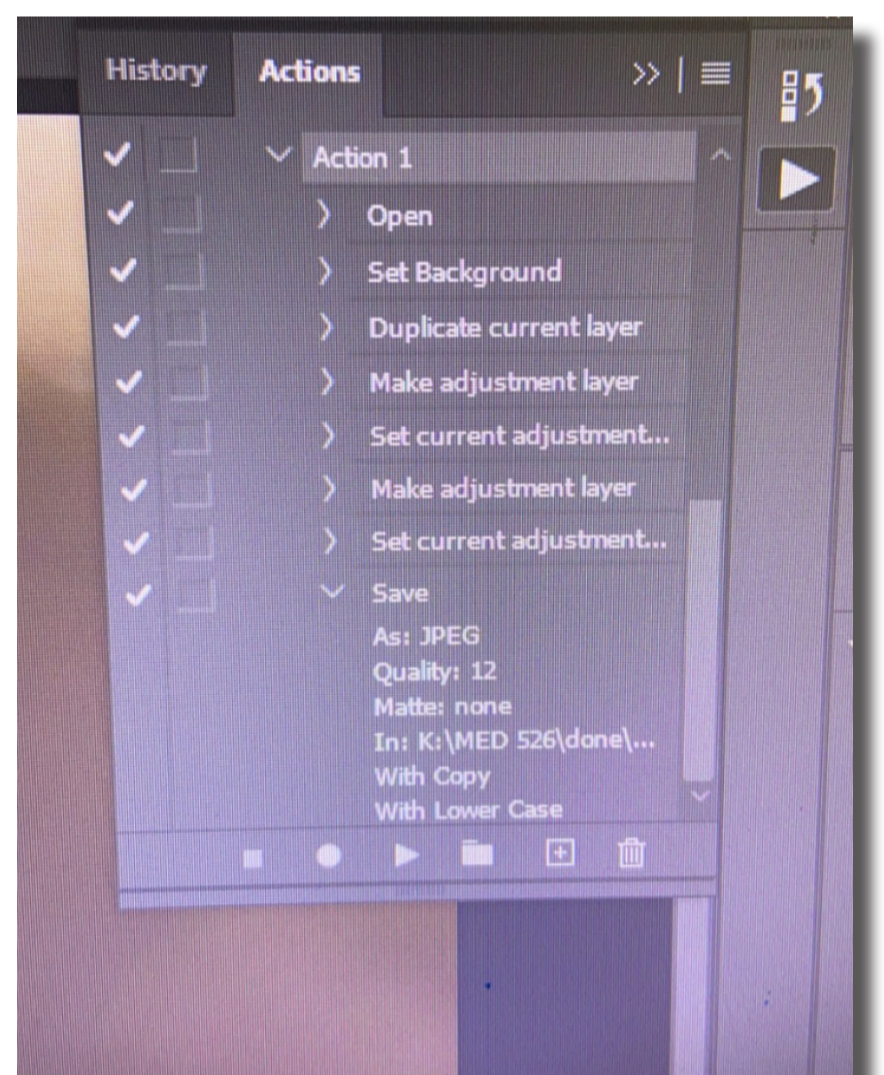 History Actions
Action 1
Open
Set Background
Duplicate current layer
Make adjustment layer
Set current adjustment...
Make adjustment layer
Set current adjustment...
Save
As: JPEG
Quality: 12
Matte: none
In: K:\MED 526\done\...
With Copy
With Lower Case